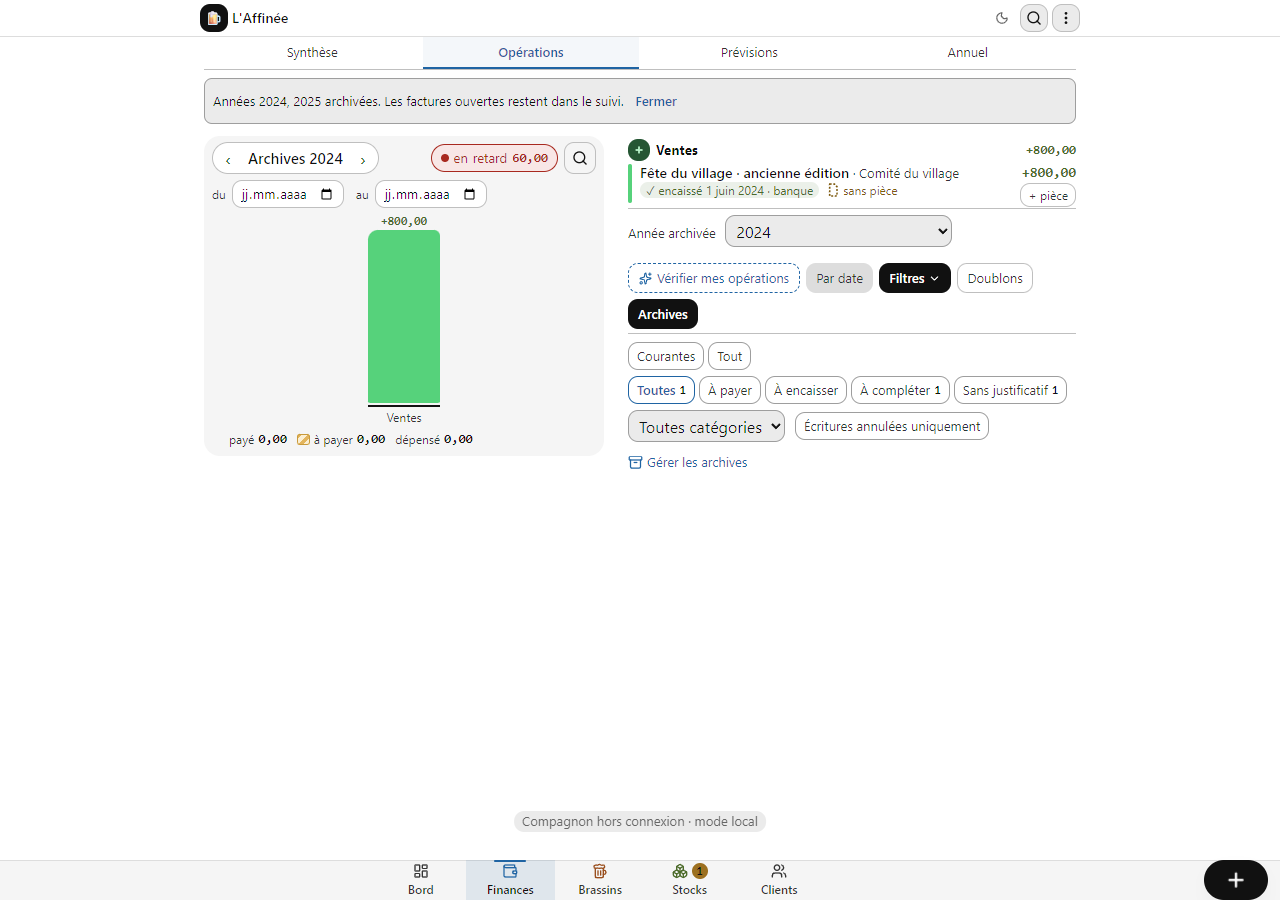 L'Affinée
Synthèse Opérations Prévisions Annuel
Années 2024, 2025 archivées. Les factures ouvertes restent dans le suivi. Fermer
‹ Archives 2024 › en retard 60,00
du jj.mm.aaaa au jj.mm.aaaa
+800,00
Ventes
payé 0,00 à payer 0,00 dépensé 0,00
+ Ventes +800,00
Fête du village · ancienne édition · Comité du village +800,00
✓ encaissé 1 juin 2024 · banque sans pièce + pièce
Année archivée 2024
Vérifier mes opérations Par date Filtres Doublons
Archives
Courantes Tout
Toutes 1 À payer À encaisser À compléter 1 Sans justificatif 1
Toutes catégories Écritures annulées uniquement
Gérer les archives
Compagnon hors connexion · mode local
Bord Finances Brassins Stocks 1 Clients +